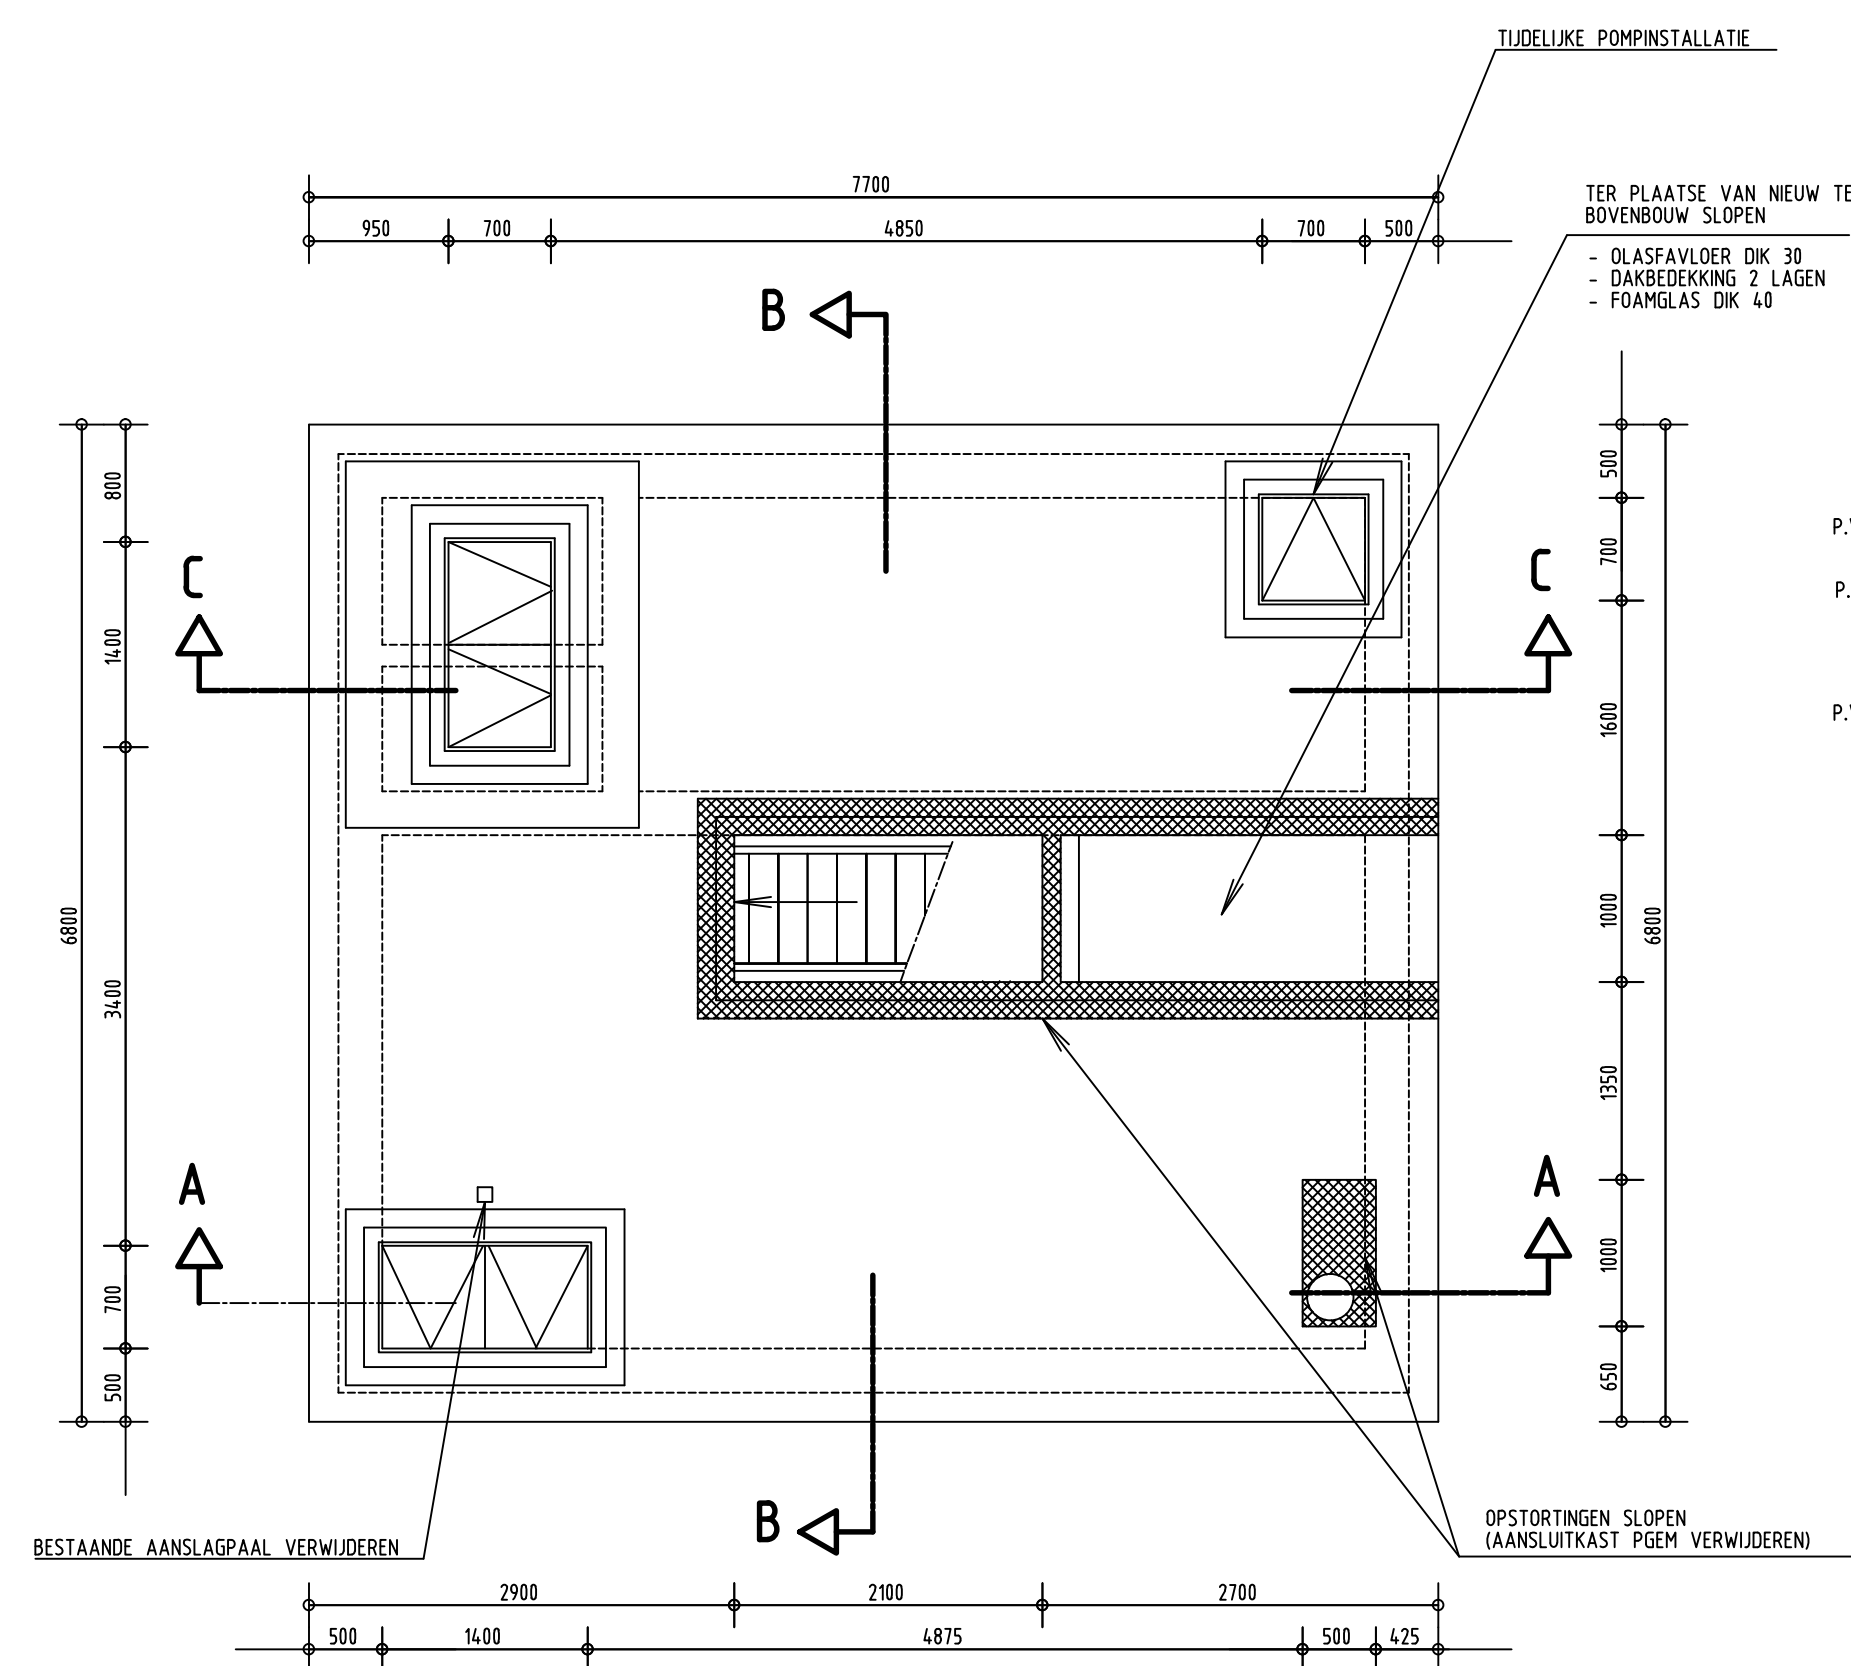 TIJDELIJKE POMPINSTALLATIE
7700
TER PLAATSE VAN NIEUW TE
BOVENBOUW SLOPEN
950 700 4850 700 500
- OLASFAVLOER DIK 30
- DAKBEDEKKING 2 LAGEN
- FOAMGLAS DIK 40
B
800
500
P.V
700
C
C
P.
1400
1600
P.V
6800
1000
6800
3400
1350
A
A
1000
700
500
650
B
OPSTORTINGEN SLOPEN
(AANSLUITKAST PGEM VERWIJDEREN)
BESTAANDE AANSLAGPAAL VERWIJDEREN
2900 2100 2700
500 1400 4875 500 425